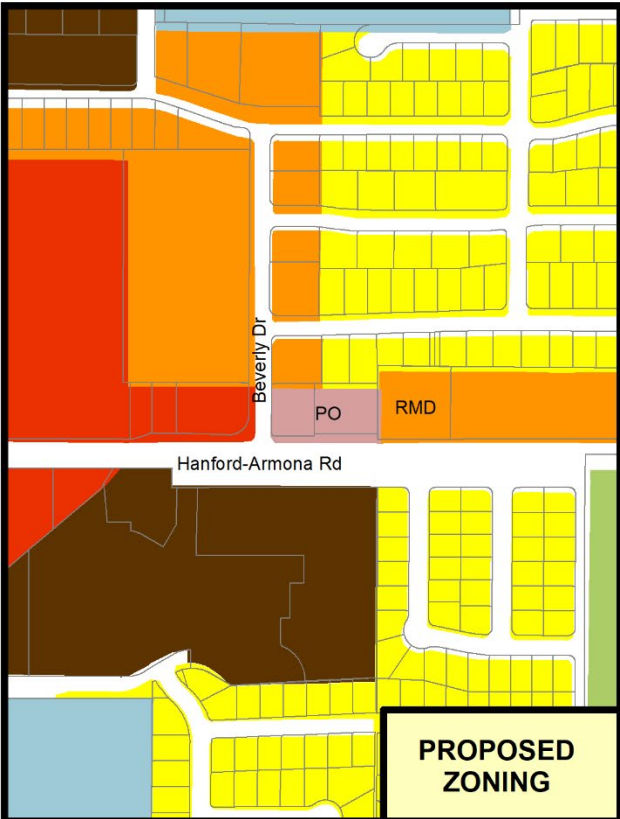 Beverly Dr
PO
RMD
Hanford-Armona Rd
PROPOSED
ZONING